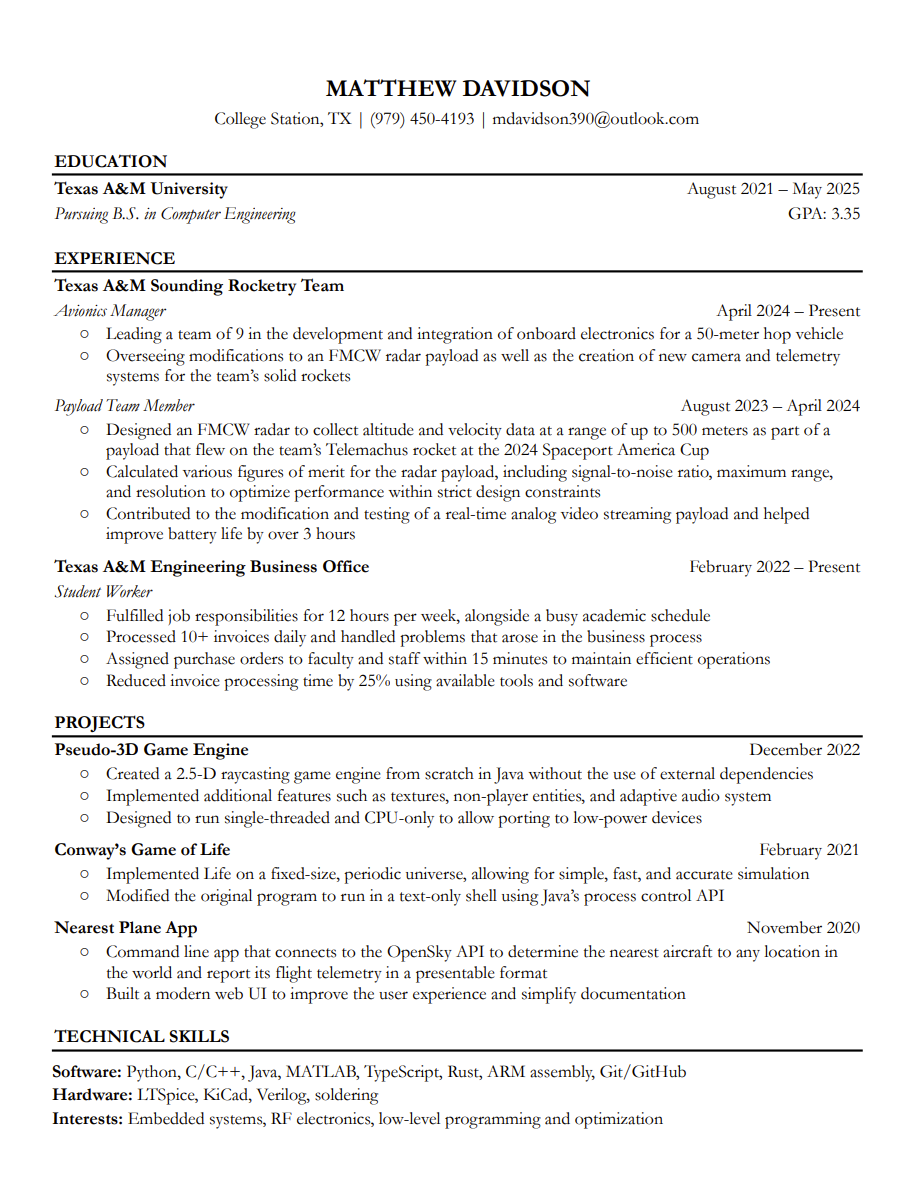 MATTHEW DAVIDSON
College Station, TX | (979) 450-4193 | mdavidson390@outlook.com
EDUCATION
Texas A&M University August 2021 – May 2025
Pursuing B.S. in Computer Engineering GPA: 3.35
EXPERIENCE
Texas A&M Sounding Rocketry Team
Avionics Manager April 2024 – Present
○ Leading a team of 9 in the development and integration of onboard electronics for a 50-meter hop vehicle
○ Overseeing modifications to an FMCW radar payload as well as the creation of new camera and telemetry
systems for the team’s solid rockets
Payload Team Member August 2023 – April 2024
○ Designed an FMCW radar to collect altitude and velocity data at a range of up to 500 meters as part of a
payload that flew on the team’s Telemachus rocket at the 2024 Spaceport America Cup
○ Calculated various figures of merit for the radar payload, including signal-to-noise ratio, maximum range,
and resolution to optimize performance within strict design constraints
○ Contributed to the modification and testing of a real-time analog video streaming payload and helped
improve battery life by over 3 hours
Texas A&M Engineering Business Office February 2022 – Present
Student Worker
○ Fulfilled job responsibilities for 12 hours per week, alongside a busy academic schedule
○ Processed 10+ invoices daily and handled problems that arose in the business process
○ Assigned purchase orders to faculty and staff within 15 minutes to maintain efficient operations
○ Reduced invoice processing time by 25% using available tools and software
PROJECTS
Pseudo-3D Game Engine December 2022
○ Created a 2.5-D raycasting game engine from scratch in Java without the use of external dependencies
○ Implemented additional features such as textures, non-player entities, and adaptive audio system
○ Designed to run single-threaded and CPU-only to allow porting to low-power devices
Conway’s Game of Life February 2021
○ Implemented Life on a fixed-size, periodic universe, allowing for simple, fast, and accurate simulation
○ Modified the original program to run in a text-only shell using Java’s process control API
Nearest Plane App November 2020
○ Command line app that connects to the OpenSky API to determine the nearest aircraft to any location in
the world and report its flight telemetry in a presentable format
○ Built a modern web UI to improve the user experience and simplify documentation
TECHNICAL SKILLS
Software: Python, C/C++, Java, MATLAB, TypeScript, Rust, ARM assembly, Git/GitHub
Hardware: LTSpice, KiCad, Verilog, soldering
Interests: Embedded systems, RF electronics, low-level programming and optimization